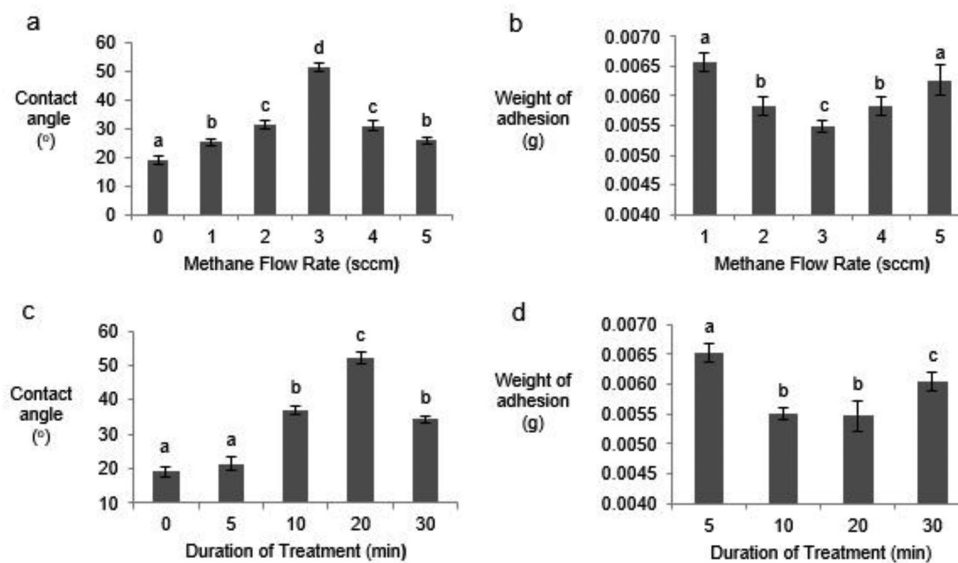 a
60
50
40
30
20
10
0
Contact
angle
(º)
a
b
c
d
c
b
0 1 2 3 4 5
Methane Flow Rate (sccm)
b
0.0070
0.0065
0.0060
0.0055
0.0050
0.0045
0.0040
Weight of
adhesion
(g)
a
b
c
b
a
1 2 3 4 5
Methane Flow Rate (sccm)
c
60
50
40
30
20
10
Contact
angle
(º)
a
a
b
c
b
0 5 10 20 30
Duration of Treatment (min)
d
0.0070
0.0065
0.0060
0.0055
0.0050
0.0045
0.0040
Weight of
adhesion
(g)
a
b
b
c
5 10 20 30
Duration of Treatment (min)